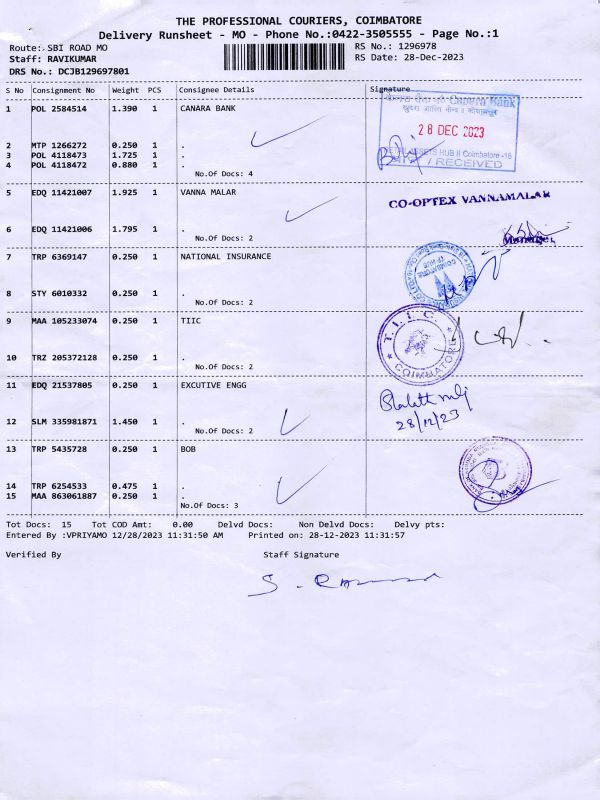 THE PROFESSIONAL COURIERS, COIMBATORE
Delivery Runsheet - MO - Phone No.:0422-3505555 - Page No.:1
Route: SBI ROAD MO
RS No.: 1296978
Staff: RAVIKUMAR
RS Date: 28-Dec-2023
DRS No.: DCJB129697801
S No Consignment No Weight PCS Consignee Details Signature
1 POL 2584514 1.390 1 CANARA BANK
Canara Bank
28 DEC 2023
2 MTP 1266272 0.250 1 .
3 POL 4118473 1.725 1 .
4 POL 4118472 0.880 1 .
ASSETS HUB II Coimbatore -18
/ RECEIVED
No.Of Docs: 4
5 EDQ 11421007 1.925 1 VANNA MALAR
CO-OPTEX VANNAMALAR
6 EDQ 11421006 1.795 1 .
Manager
No.Of Docs: 2
7 TRP 6369147 0.250 1 NATIONAL INSURANCE
COIMBATORE
8 STY 6010332 0.250 1 .
No.Of Docs: 2
9 MAA 105233074 0.250 1 TIIC
T.I.I.C.
COIMBATORE
10 TRZ 205372128 0.250 1 .
No.Of Docs: 2
11 EDQ 21537805 0.250 1 EXCUTIVE ENGG
28/12/23
12 SLM 335981871 1.450 1 .
No.Of Docs: 2
13 TRP 5435728 0.250 1 BOB
14 TRP 6254533 0.475 1 .
15 MAA 863061887 0.250 1 .
No.Of Docs: 3
Tot Docs: 15 Tot COD Amt: 0.00 Delvd Docs: Non Delvd Docs: Delvy pts:
Entered By :VPRIYAMO 12/28/2023 11:31:50 AM Printed on: 28-12-2023 11:31:57
Verified By Staff Signature